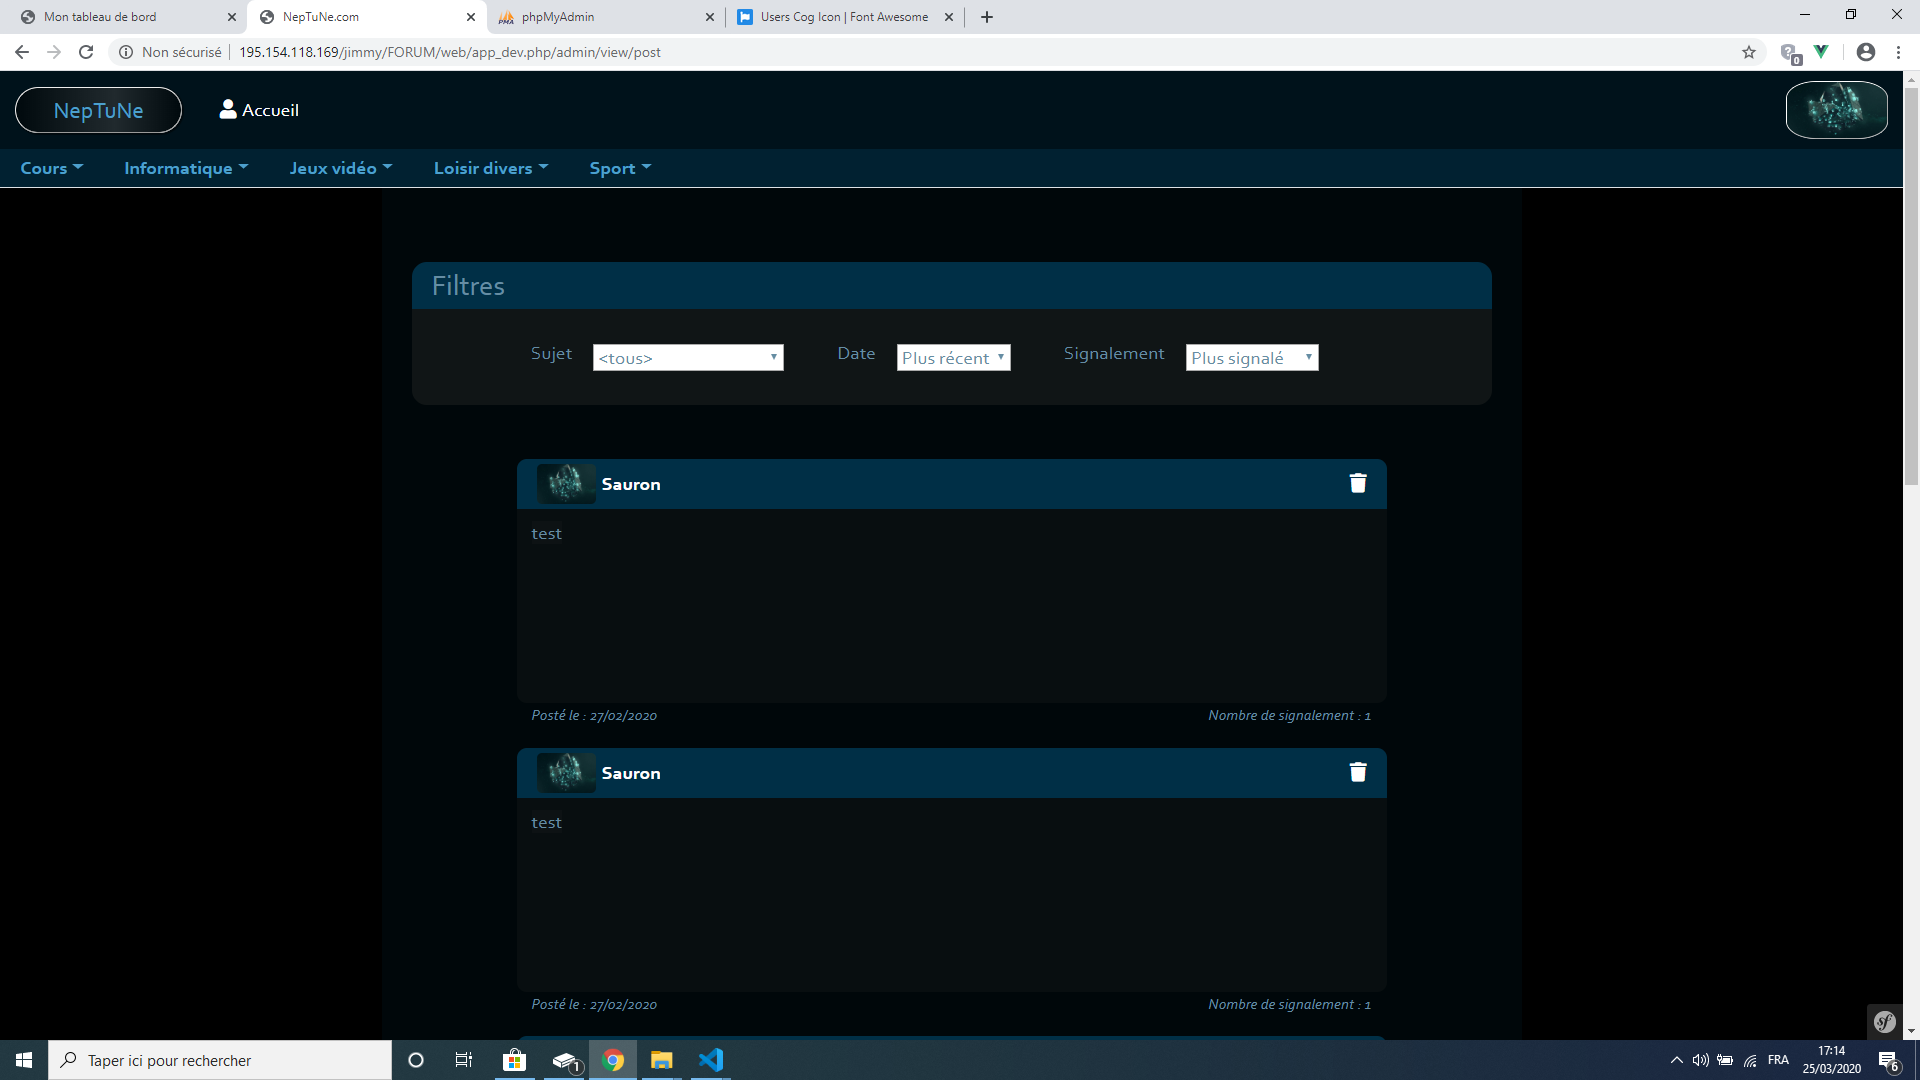 Mon tableau de bord
NepTuNe.com
phpMyAdmin
Users Cog Icon | Font Awesome
Non sécurisé
195.154.118.169/jimmy/FORUM/web/app_dev.php/admin/view/post
0
NepTuNe
Accueil
Cours
Informatique
Jeux vidéo
Loisir divers
Sport
Filtres
Sujet
<tous>
Date
Plus récent
Signalement
Plus signalé
Sauron
test
Posté le : 27/02/2020
Nombre de signalement : 1
Sauron
test
Posté le : 27/02/2020
Nombre de signalement : 1
sf
Taper ici pour rechercher
1
FRA
17:14
25/03/2020
6